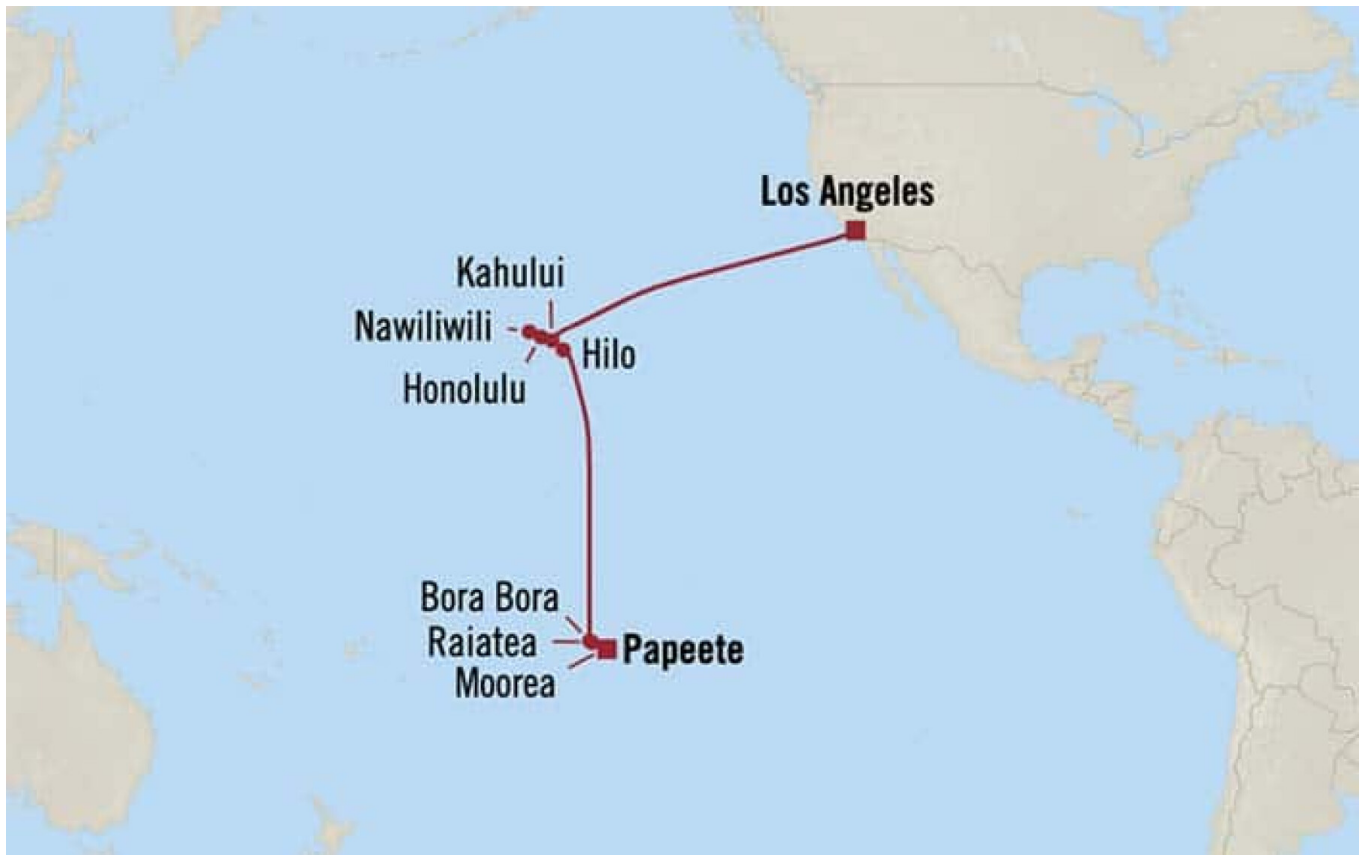 Los Angeles
Kahului
Nawiliwili
Hilo
Honolulu
Bora Bora
Raiatea
Papeete
Moorea